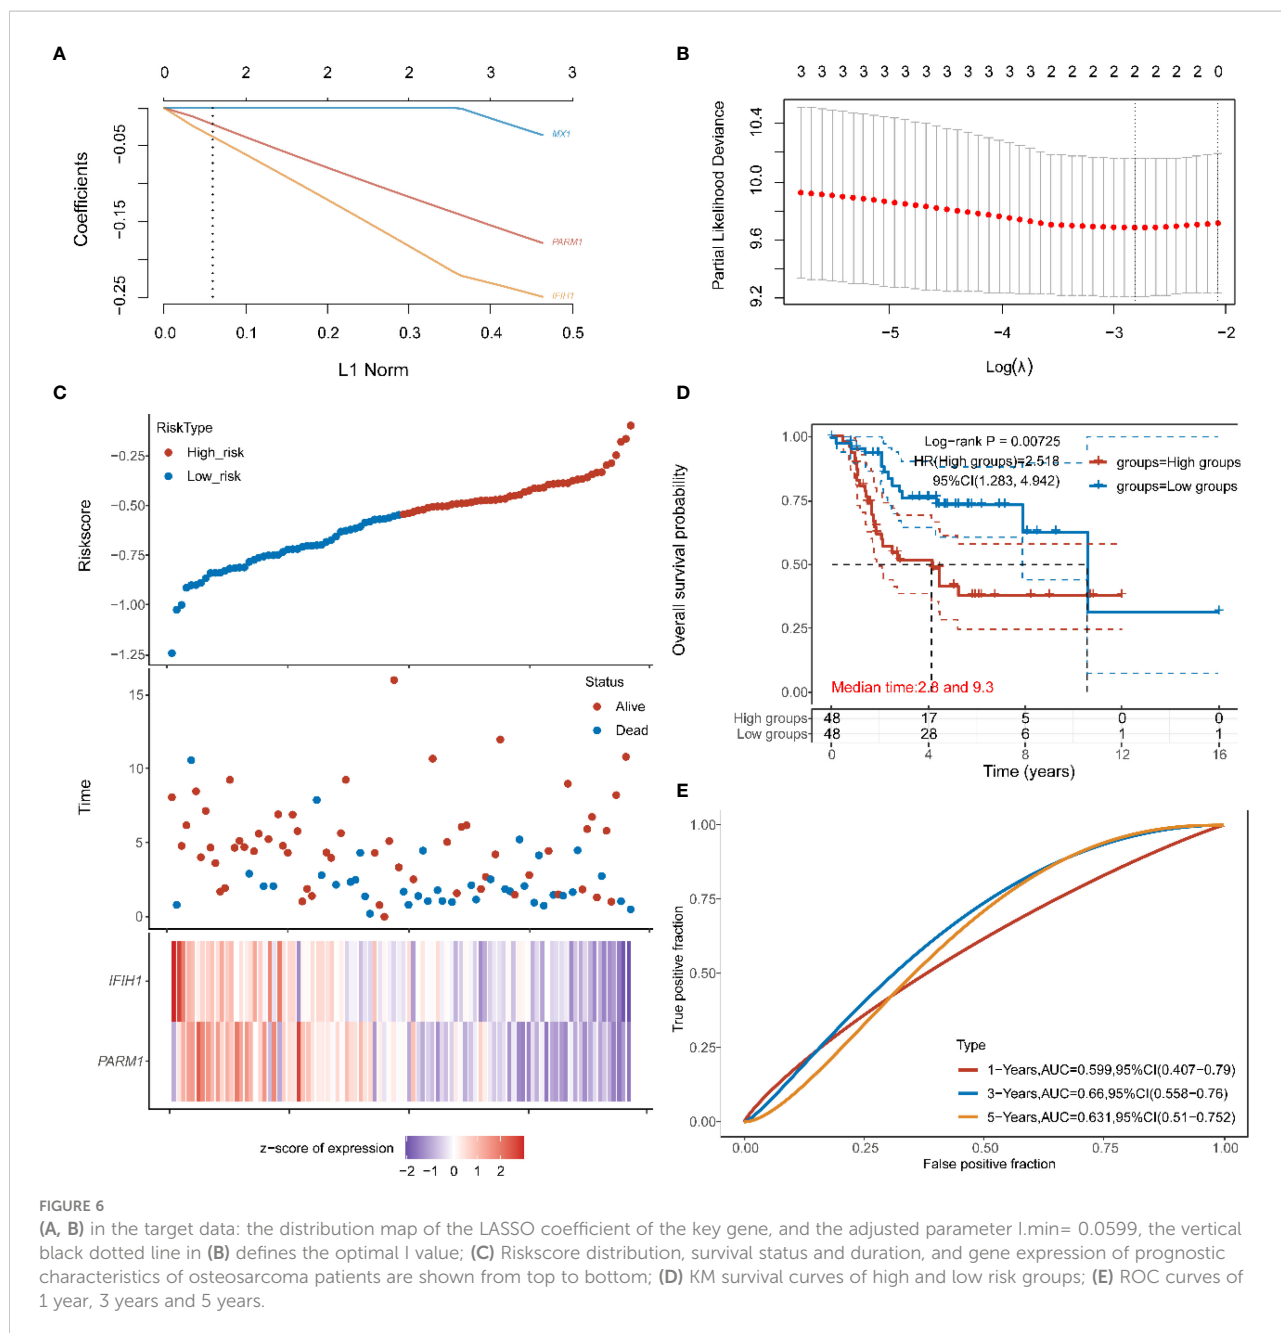 A
0 2 2 2 3 3
Coefficients
-0.05
-0.15
-0.25
MX1
PARM1
IFIH1
0.0 0.1 0.2 0.3 0.4 0.5
L1 Norm
B
3 3 3 3 3 3 3 3 3 3 3 3 2 2 2 2 2 2 2 2 0
Partial Likelihood Deviance
10.4
10.0
9.6
9.2
−5 −4 −3 −2
Log(λ)
C
RiskType
High_risk
Low_risk
Riskscore
−0.25
−0.50
−0.75
−1.00
−1.25
Status
Alive
Dead
Time
15
10
5
0
IFIH1
PARM1
z−score of expression
−2 −1 0 1 2
D
Overall survival probability
1.00
0.75
0.50
0.25
0.00
Log−rank P = 0.00725
HR(High groups)=2.518
95%CI(1.283, 4.942)
groups=High groups
groups=Low groups
Median time:2.8 and 9.3
High groups 48 17 5 0 0
Low groups 48 28 6 1 1
0 4 8 12 16
Time (years)
E
True positive fraction
1.00
0.75
0.50
0.25
0.00
Type
1−Years,AUC=0.599,95%CI(0.407−0.79)
3−Years,AUC=0.66,95%CI(0.558−0.76)
5−Years,AUC=0.631,95%CI(0.51−0.752)
0.00 0.25 0.50 0.75 1.00
False positive fraction
FIGURE 6
(A, B) in the target data: the distribution map of the LASSO coefficient of the key gene, and the adjusted parameter I.min= 0.0599, the vertical
black dotted line in (B) defines the optimal I value; (C) Riskscore distribution, survival status and duration, and gene expression of prognostic
characteristics of osteosarcoma patients are shown from top to bottom; (D) KM survival curves of high and low risk groups; (E) ROC curves of
1 year, 3 years and 5 years.